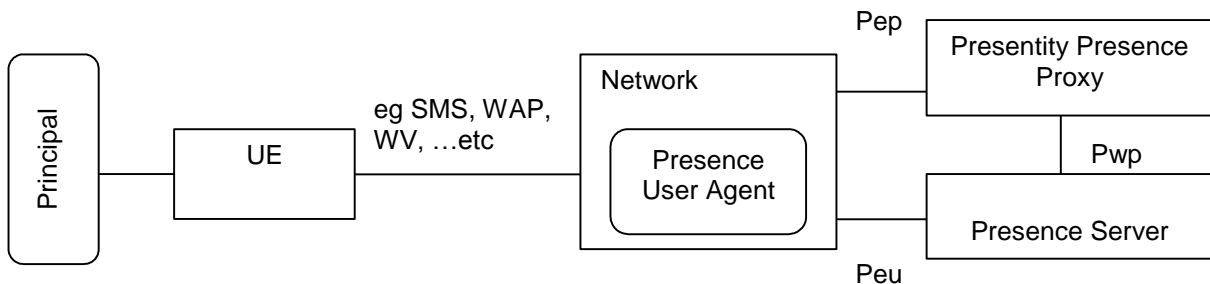 Principal
UE
eg SMS, WAP,
WV, …etc
Network
Presence
User Agent
Pep
Peu
Presentity Presence
Proxy
Pwp
Presence Server